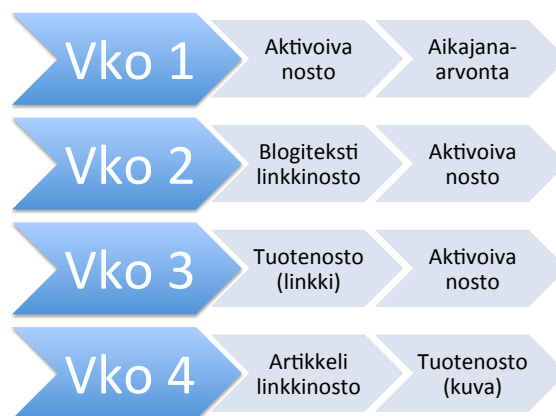 Vko 1
Aktivoiva
nosto
Aikajana-
arvonta
Vko 2
Blogiteksti
linkkinosto
Aktivoiva
nosto
Vko 3
Tuotenosto
(linkki)
Aktivoiva
nosto
Vko 4
Artikkeli
linkkinosto
Tuotenosto
(kuva)